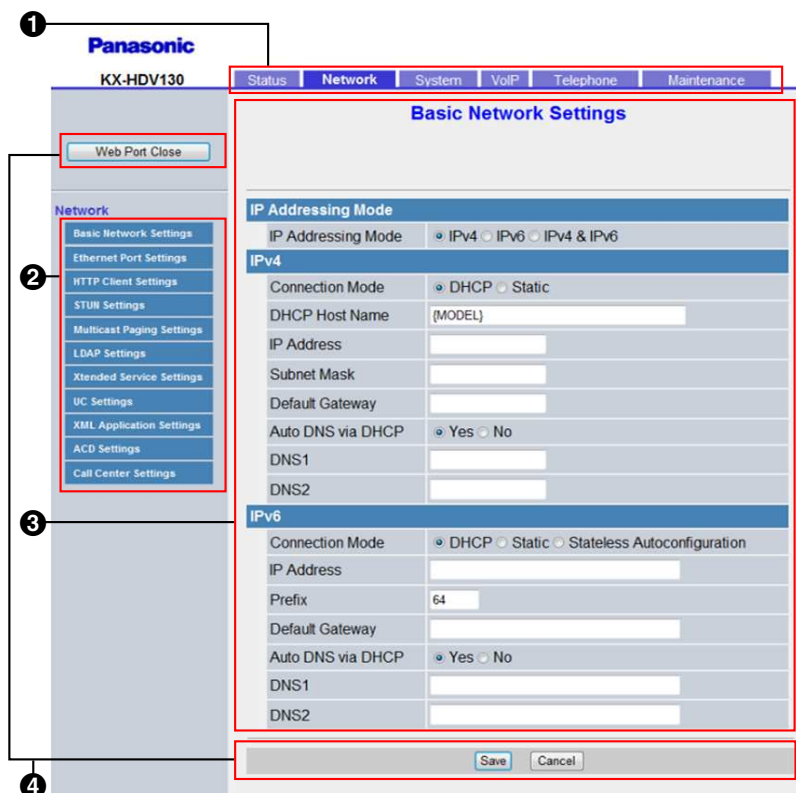 ❶
Panasonic
KX-HDV130
Status Network System VoIP Telephone Maintenance
Basic Network Settings
Web Port Close
Network
❷
Basic Network Settings
Ethernet Port Settings
HTTP Client Settings
STUN Settings
Multicast Paging Settings
LDAP Settings
Xtended Service Settings
UC Settings
XML Application Settings
ACD Settings
Call Center Settings
❸
IP Addressing Mode
IP Addressing Mode IPv4 IPv6 IPv4 & IPv6
IPv4
Connection Mode DHCP Static
DHCP Host Name {MODEL}
IP Address
Subnet Mask
Default Gateway
Auto DNS via DHCP Yes No
DNS1
DNS2
IPv6
Connection Mode DHCP Static Stateless Autoconfiguration
IP Address
Prefix 64
Default Gateway
Auto DNS via DHCP Yes No
DNS1
DNS2
Save Cancel
❹